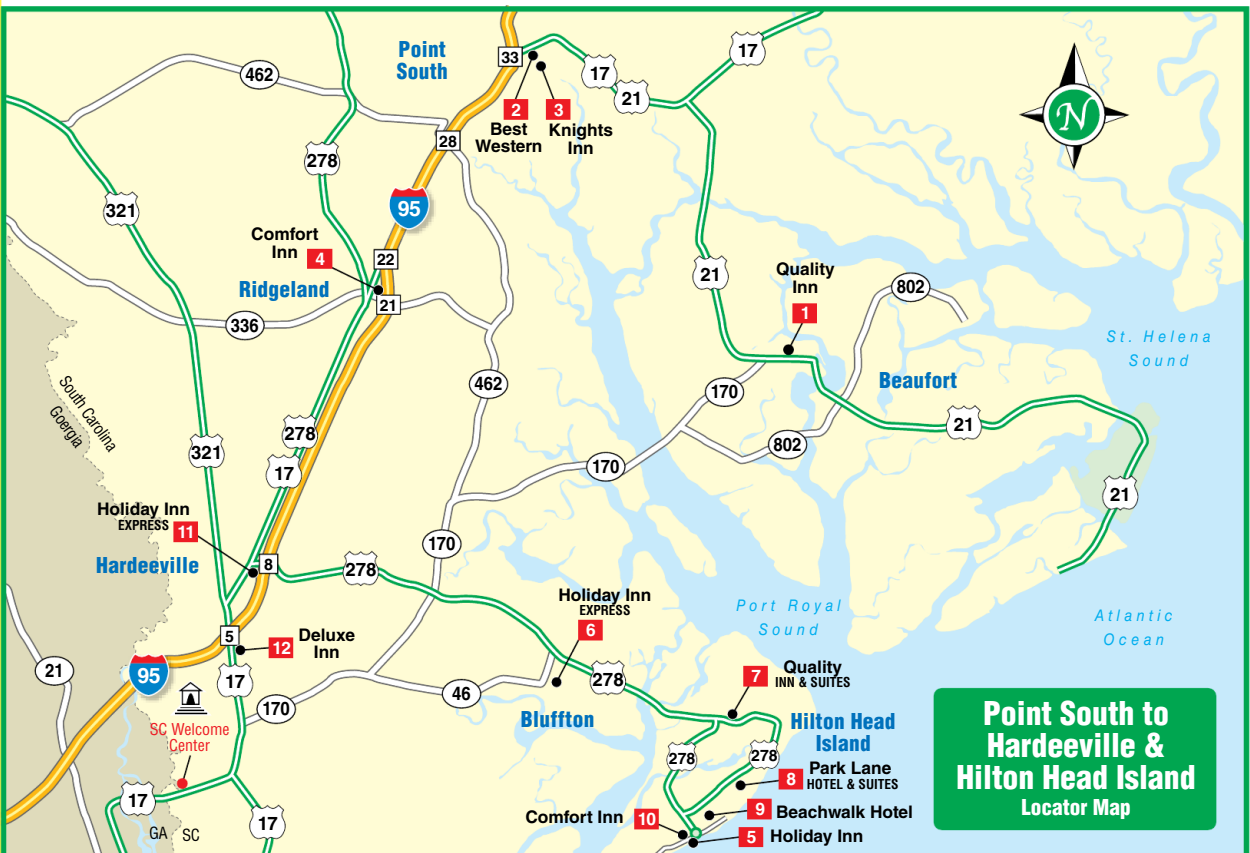 Point
South
33
17
17
21
462
2
Best
Western
3
Knights
Inn
28
N
278
95
321
Comfort
Inn
4
22
Ridgeland
21
336
21
Quality
Inn
1
802
St. Helena
Sound
Beaufort
170
462
South Carolina
Goergia
278
321
17
21
802
170
21
Holiday Inn
EXPRESS
11
Hardeeville
8
278
170
Holiday Inn
EXPRESS
6
Port Royal
Sound
Atlantic
Ocean
5
12
Deluxe
Inn
21
95
17
170
46
278
Bluffton
7
Quality
INN & SUITES
Hilton Head
Island
SC Welcome
Center
278
278
8
Park Lane
HOTEL & SUITES
9
Beachwalk Hotel
Comfort Inn
10
5
Holiday Inn
17
17
GA
SC
Point South to
Hardeeville &
Hilton Head Island
Locator Map